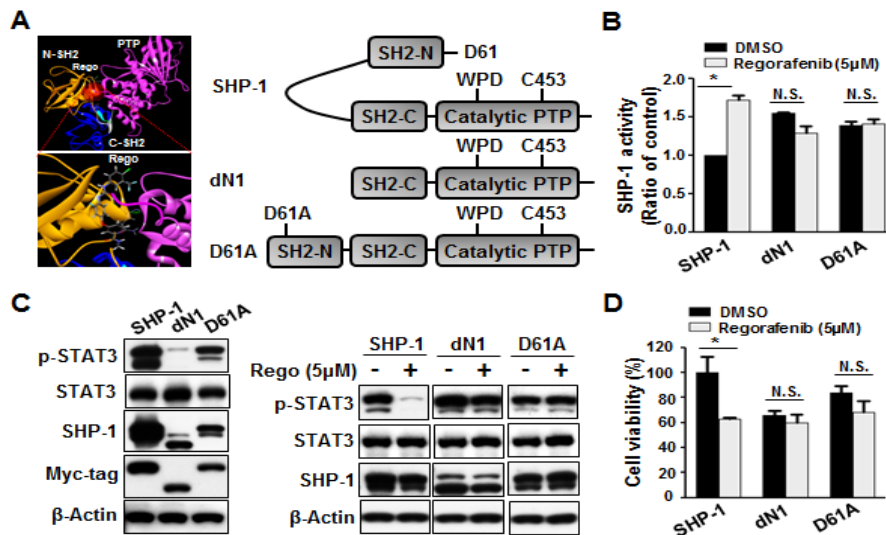 A
N-SH2
PTP
Rego
C-SH2
Rego
SHP-1
SH2-N
D61
WPD
C453
SH2-C
Catalytic PTP
dN1
WPD
C453
SH2-C
Catalytic PTP
D61A
D61A
WPD
C453
SH2-N
SH2-C
Catalytic PTP
B
DMSO
Regorafenib (5μM)
SHP-1 activity
(Ratio of control)
2.0
1.5
1.0
0.5
0.0
*
N.S.
N.S.
SHP-1
dN1
D61A
C
SHP-1
dN1
D61A
p-STAT3
STAT3
SHP-1
Myc-tag
β-Actin
SHP-1
dN1
D61A
Rego (5μM)
- + - + - +
p-STAT3
STAT3
SHP-1
β-Actin
D
DMSO
Regorafenib (5μM)
Cell viability (%)
120
100
80
60
40
20
0
*
N.S.
N.S.
SHP-1
dN1
D61A